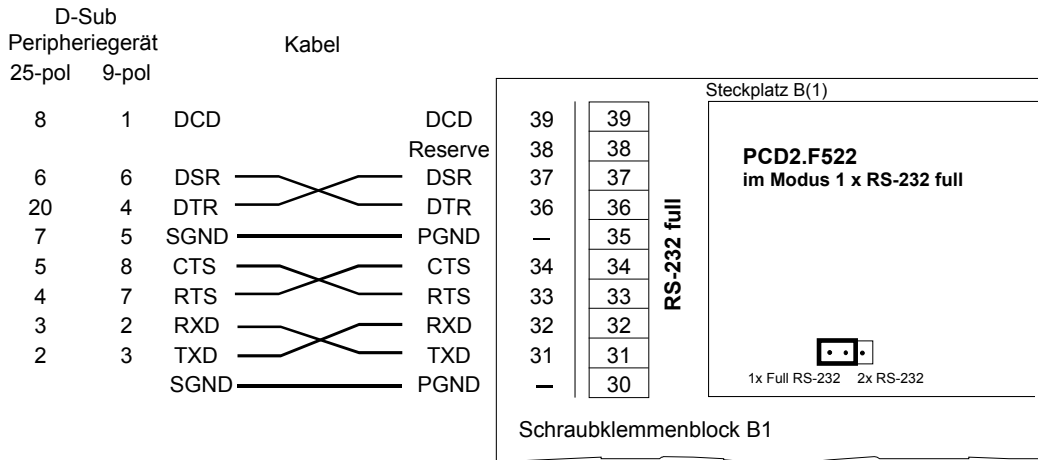 D-Sub
Peripheriegerät Kabel
25-pol 9-pol
Steckplatz B(1)
8 1 DCD DCD 39 39
Reserve 38 38
PCD2.F522
im Modus 1 x RS-232 full
6 6 DSR DSR 37 37
20 4 DTR DTR 36 36
7 5 SGND PGND – 35
5 8 CTS CTS 34 34
4 7 RTS RTS 33 33
3 2 RXD RXD 32 32
2 3 TXD TXD 31 31
SGND PGND – 30
RS-232 full
1x Full RS-232 2x RS-232
Schraubklemmenblock B1